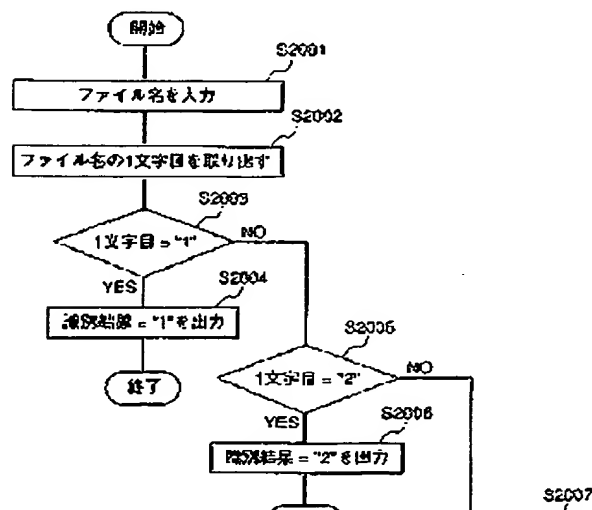 開始
S2001
ファイル名を入力
S2002
ファイル名の1文字目を取り出す
S2003
1文字目 = "1"
NO
YES
S2004
識別結果 = "1"を出力
終了
S2005
1文字目 = "2"
NO
YES
S2006
識別結果 = "2"を出力
S2007